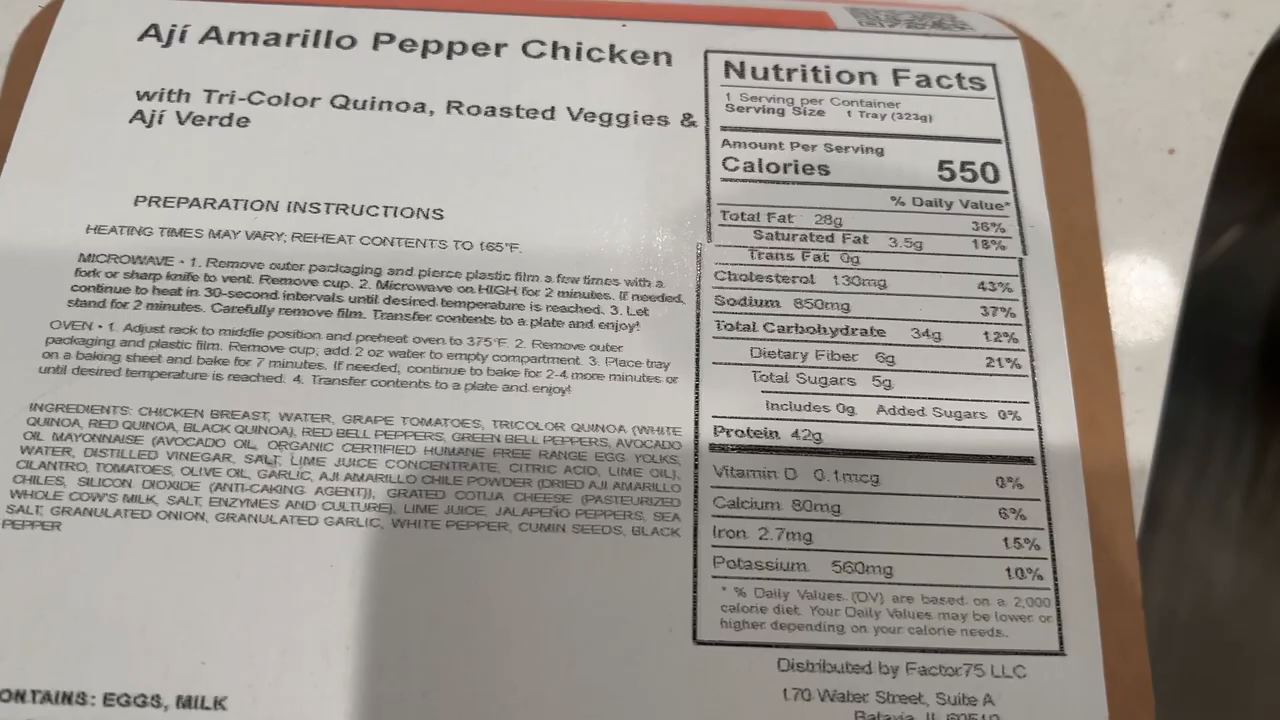 Ají Amarillo Pepper Chicken
with Tri-Color Quinoa, Roasted Veggies &
Ají Verde
PREPARATION INSTRUCTIONS
HEATING TIMES MAY VARY; REHEAT CONTENTS TO 165°F.
MICROWAVE • 1. Remove outer packaging and pierce plastic film a few times with a
fork or sharp knife to vent. Remove cup. 2. Microwave on HIGH for 2 minutes. If needed,
continue to heat in 30-second intervals until desired temperature is reached. 3. Let
stand for 2 minutes. Carefully remove film. Transfer contents to a plate and enjoy!
OVEN • 1. Adjust rack to middle position and preheat oven to 375°F. 2. Remove outer
packaging and plastic film. Remove cup; add 2 oz water to empty compartment. 3. Place tray
on a baking sheet and bake for 7 minutes. If needed, continue to bake for 2-4 more minutes or
until desired temperature is reached. 4. Transfer contents to a plate and enjoy!
INGREDIENTS: CHICKEN BREAST, WATER, GRAPE TOMATOES, TRICOLOR QUINOA (WHITE
QUINOA, RED QUINOA, BLACK QUINOA), RED BELL PEPPERS, GREEN BELL PEPPERS, AVOCADO
OIL MAYONNAISE (AVOCADO OIL, ORGANIC CERTIFIED HUMANE FREE RANGE EGG YOLKS,
WATER, DISTILLED VINEGAR, SALT, LIME JUICE CONCENTRATE, CITRIC ACID, LIME OIL),
CILANTRO, TOMATOES, OLIVE OIL, GARLIC, AJI AMARILLO CHILE POWDER (DRIED AJI AMARILLO
CHILES, SILICON DIOXIDE (ANTI-CAKING AGENT)), GRATED COTIJA CHEESE (PASTEURIZED
WHOLE COW'S MILK, SALT, ENZYMES AND CULTURE), LIME JUICE, JALAPEÑO PEPPERS, SEA
SALT, GRANULATED ONION, GRANULATED GARLIC, WHITE PEPPER, CUMIN SEEDS, BLACK
PEPPER
ONTAINS: EGGS, MILK
Nutrition Facts
1 Serving per Container
Serving Size 1 Tray (323g)
Amount Per Serving
Calories 550
% Daily Value*
Total Fat 28g 36%
Saturated Fat 3.5g 18%
Trans Fat 0g
Cholesterol 130mg 43%
Sodium 850mg 37%
Total Carbohydrate 34g 12%
Dietary Fiber 6g 21%
Total Sugars 5g
Includes 0g Added Sugars 0%
Protein 42g
Vitamin D 0.1mcg 0%
Calcium 80mg 6%
Iron 2.7mg 15%
Potassium 560mg 10%
* % Daily Values (DV) are based on a 2,000
calorie diet. Your Daily Values may be lower or
higher depending on your calorie needs.
Distributed by Factor75 LLC
170 Water Street, Suite A
Batavia, IL 60510